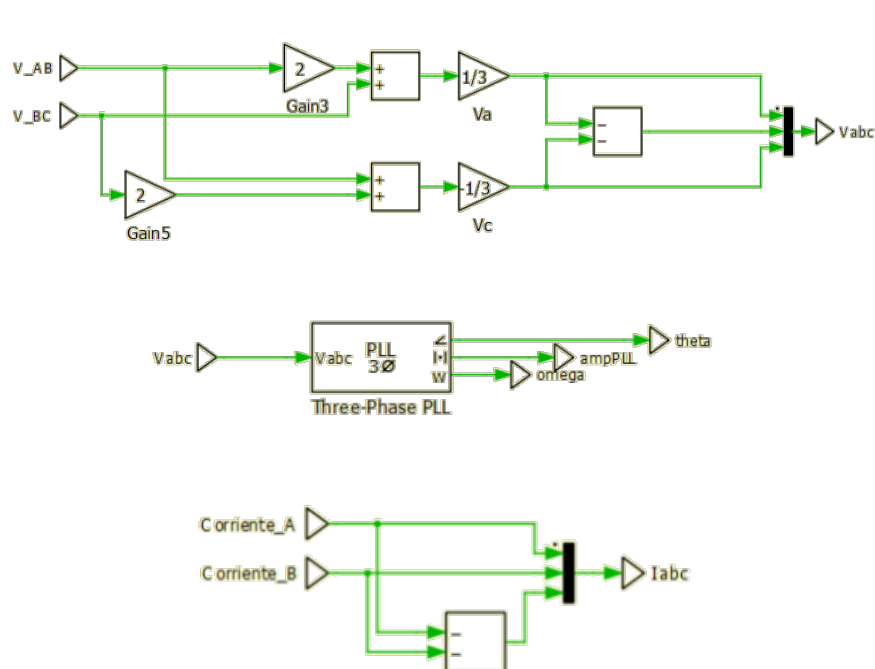 V_AB
2
+
+
1/3
Gain3
Va
V_BC
−
−
Vabc
2
+
+
-1/3
Gain5
Vc
Vabc
Vabc
PLL
3Ø
∠
|·|
W
theta
ampPLL
omega
Three-Phase PLL
Corriente_A
Corriente_B
Iabc
−
−